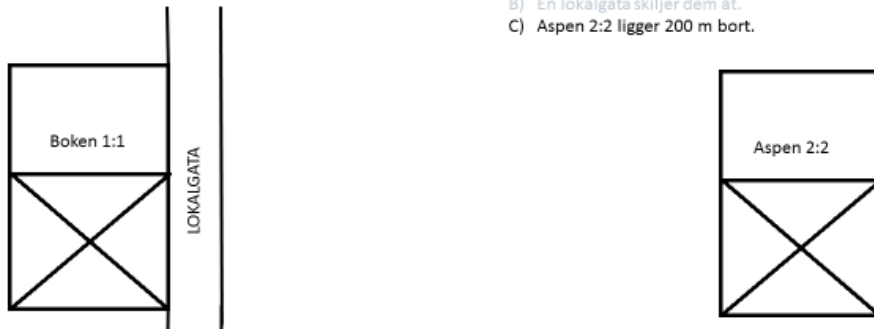 B) En lokalgata skiljer dem åt.
C) Aspen 2:2 ligger 200 m bort.
Boken 1:1
Aspen 2:2
LOKALGATA